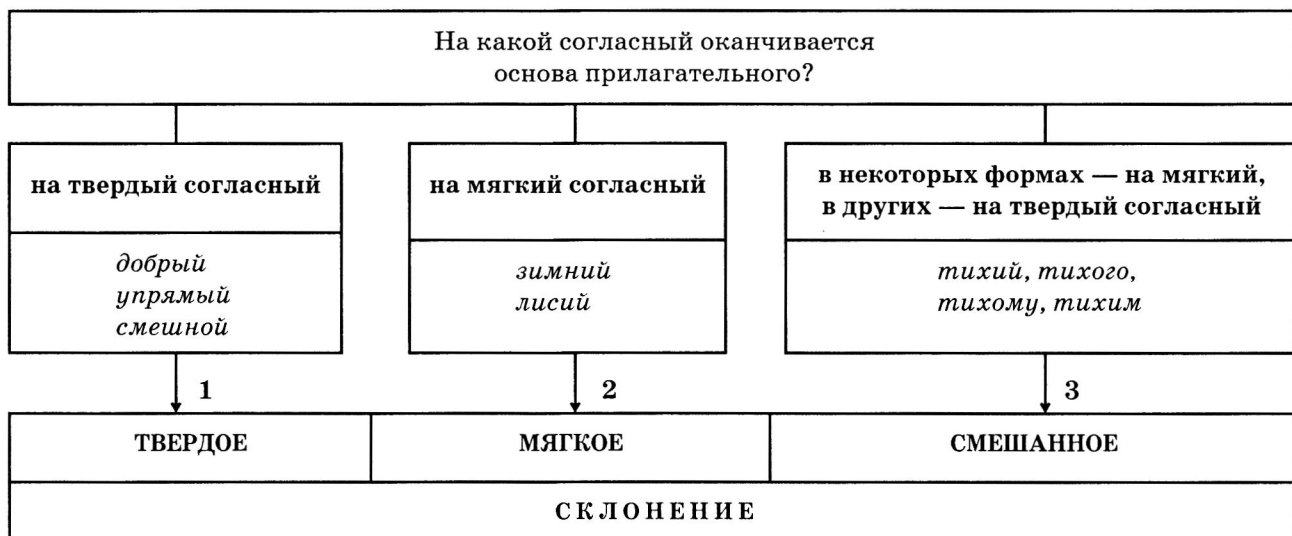 На какой согласный оканчивается
основа прилагательного?
на твердый согласный
добрый
упрямый
смешной
на мягкий согласный
зимний
лисий
в некоторых формах — на мягкий,
в других — на твердый согласный
тихий, тихого,
тихому, тихим
1
2
3
ТВЕРДОЕ
МЯГКОЕ
СМЕШАННОЕ
СКЛОНЕНИЕ